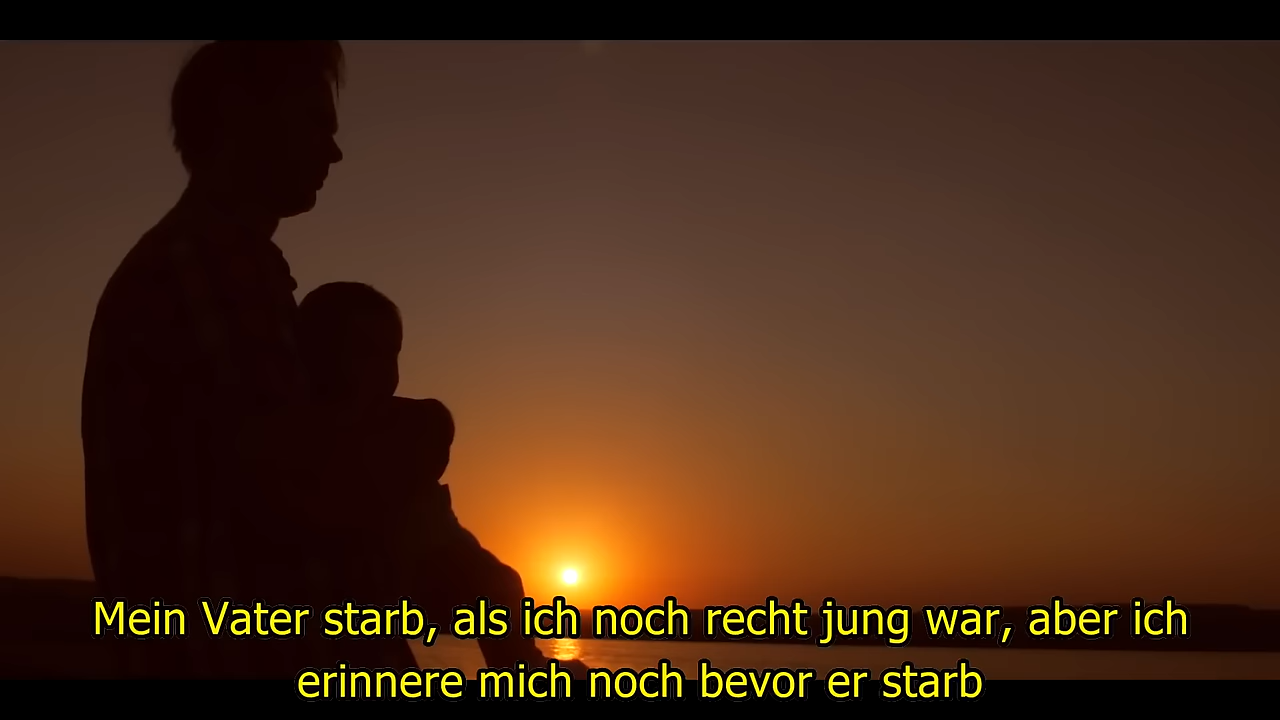 Mein Vater starb, als ich noch recht jung war, aber ich
erinnere mich noch bevor er starb